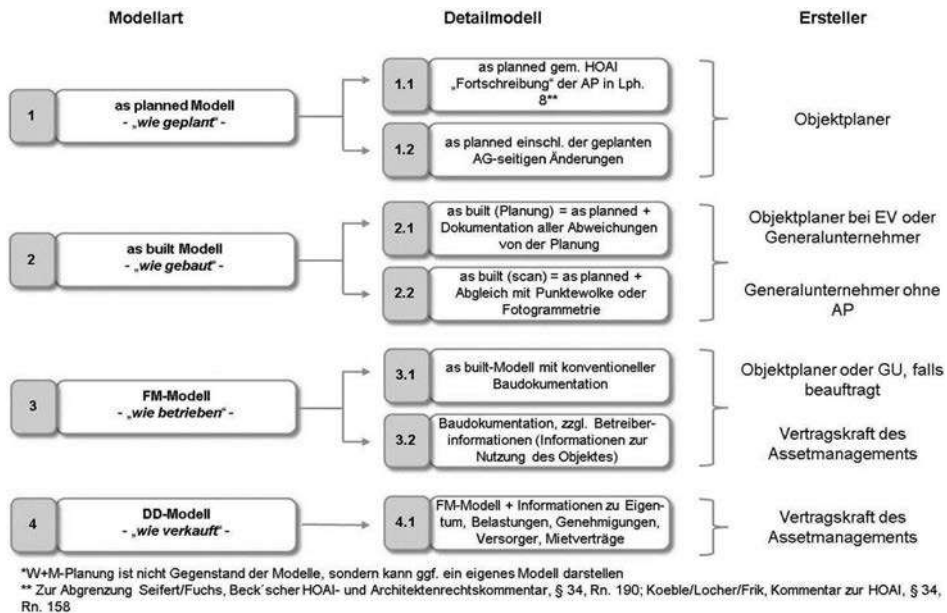 Modellart
Detailmodell
Ersteller
1
as planned Modell
- „wie geplant" -
1.1
as planned gem. HOAI
„Fortschreibung" der AP in Lph.
8**
1.2
as planned einschl. der geplanten
AG-seitigen Änderungen
Objektplaner
2
as built Modell
- „wie gebaut" -
2.1
as built (Planung) = as planned +
Dokumentation aller Abweichungen
von der Planung
2.2
as built (scan) = as planned +
Abgleich mit Punktewolke oder
Fotogrammetrie
Objektplaner bei EV oder
Generalunternehmer
Generalunternehmer ohne
AP
3
FM-Modell
- „wie betrieben" -
3.1
as built-Modell mit konventioneller
Baudokumentation
3.2
Baudokumentation, zzgl. Betreiber-
informationen (Informationen zur
Nutzung des Objektes)
Objektplaner oder GU, falls
beauftragt
Vertragskraft des
Assetmanagements
4
DD-Modell
- „wie verkauft" -
4.1
FM-Modell + Informationen zu Eigen-
tum, Belastungen, Genehmigungen,
Versorger, Mietverträge
Vertragskraft des
Assetmanagements
*W+M-Planung ist nicht Gegenstand der Modelle, sondern kann ggf. ein eigenes Modell darstellen
** Zur Abgrenzung Seifert/Fuchs, Beck´scher HOAI- und Architektenrechtskommentar, § 34, Rn. 190; Koeble/Locher/Frik, Kommentar zur HOAI, § 34,
Rn. 158